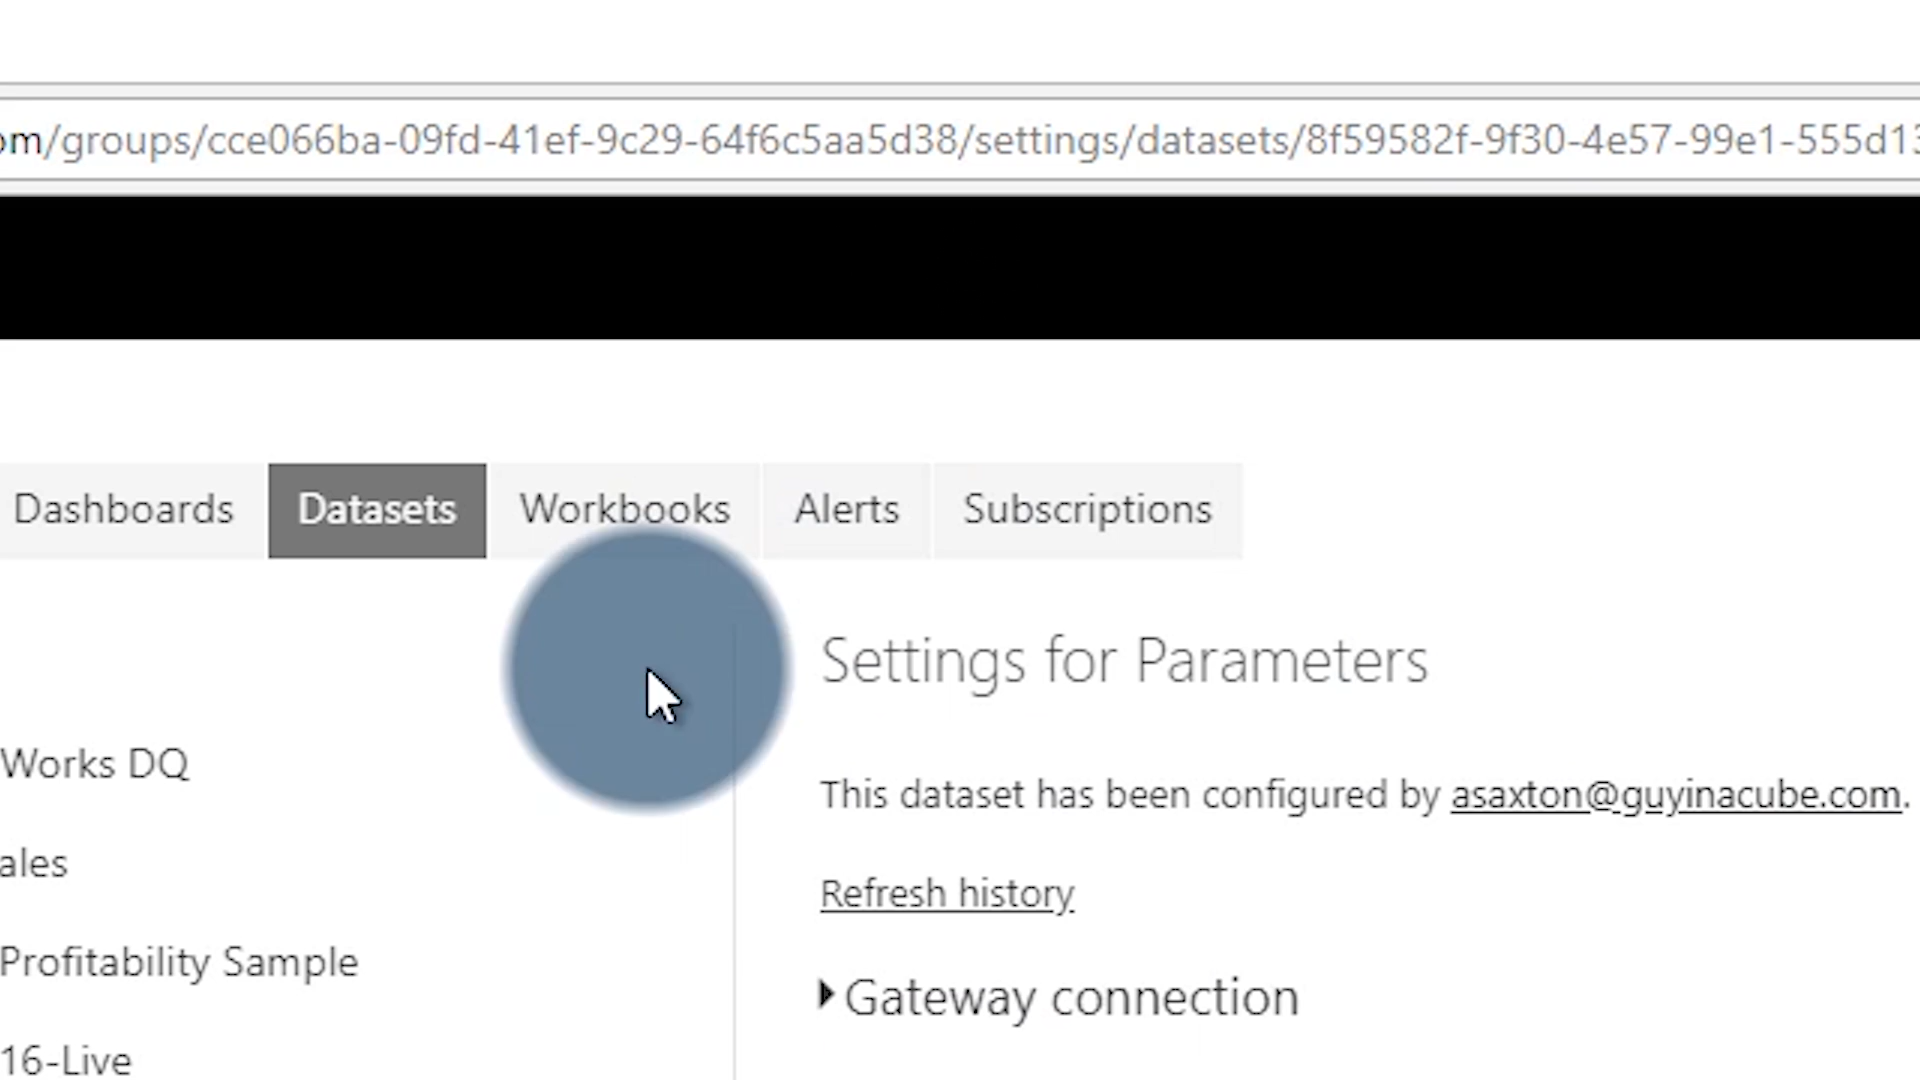 om/groups/cce066ba-09fd-41ef-9c29-64f6c5aa5d38/settings/datasets/8f59582f-9f30-4e57-99e1-555d13
Dashboards Datasets Workbooks Alerts Subscriptions
Settings for Parameters
Works DQ
This dataset has been configured by asaxton@guyinacube.com.
ales
Refresh history
Profitability Sample
Gateway connection
16-Live